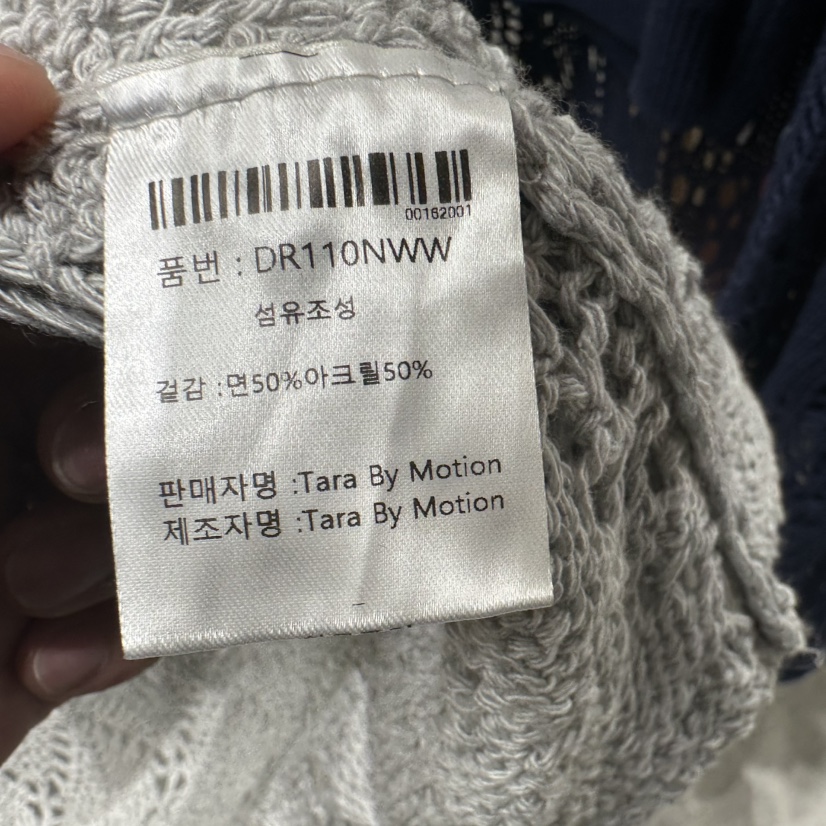 00162001
품번 : DR110NWW
섬유조성
겉감 :면50%아크릴50%
판매자명 :Tara By Motion
제조자명 :Tara By Motion